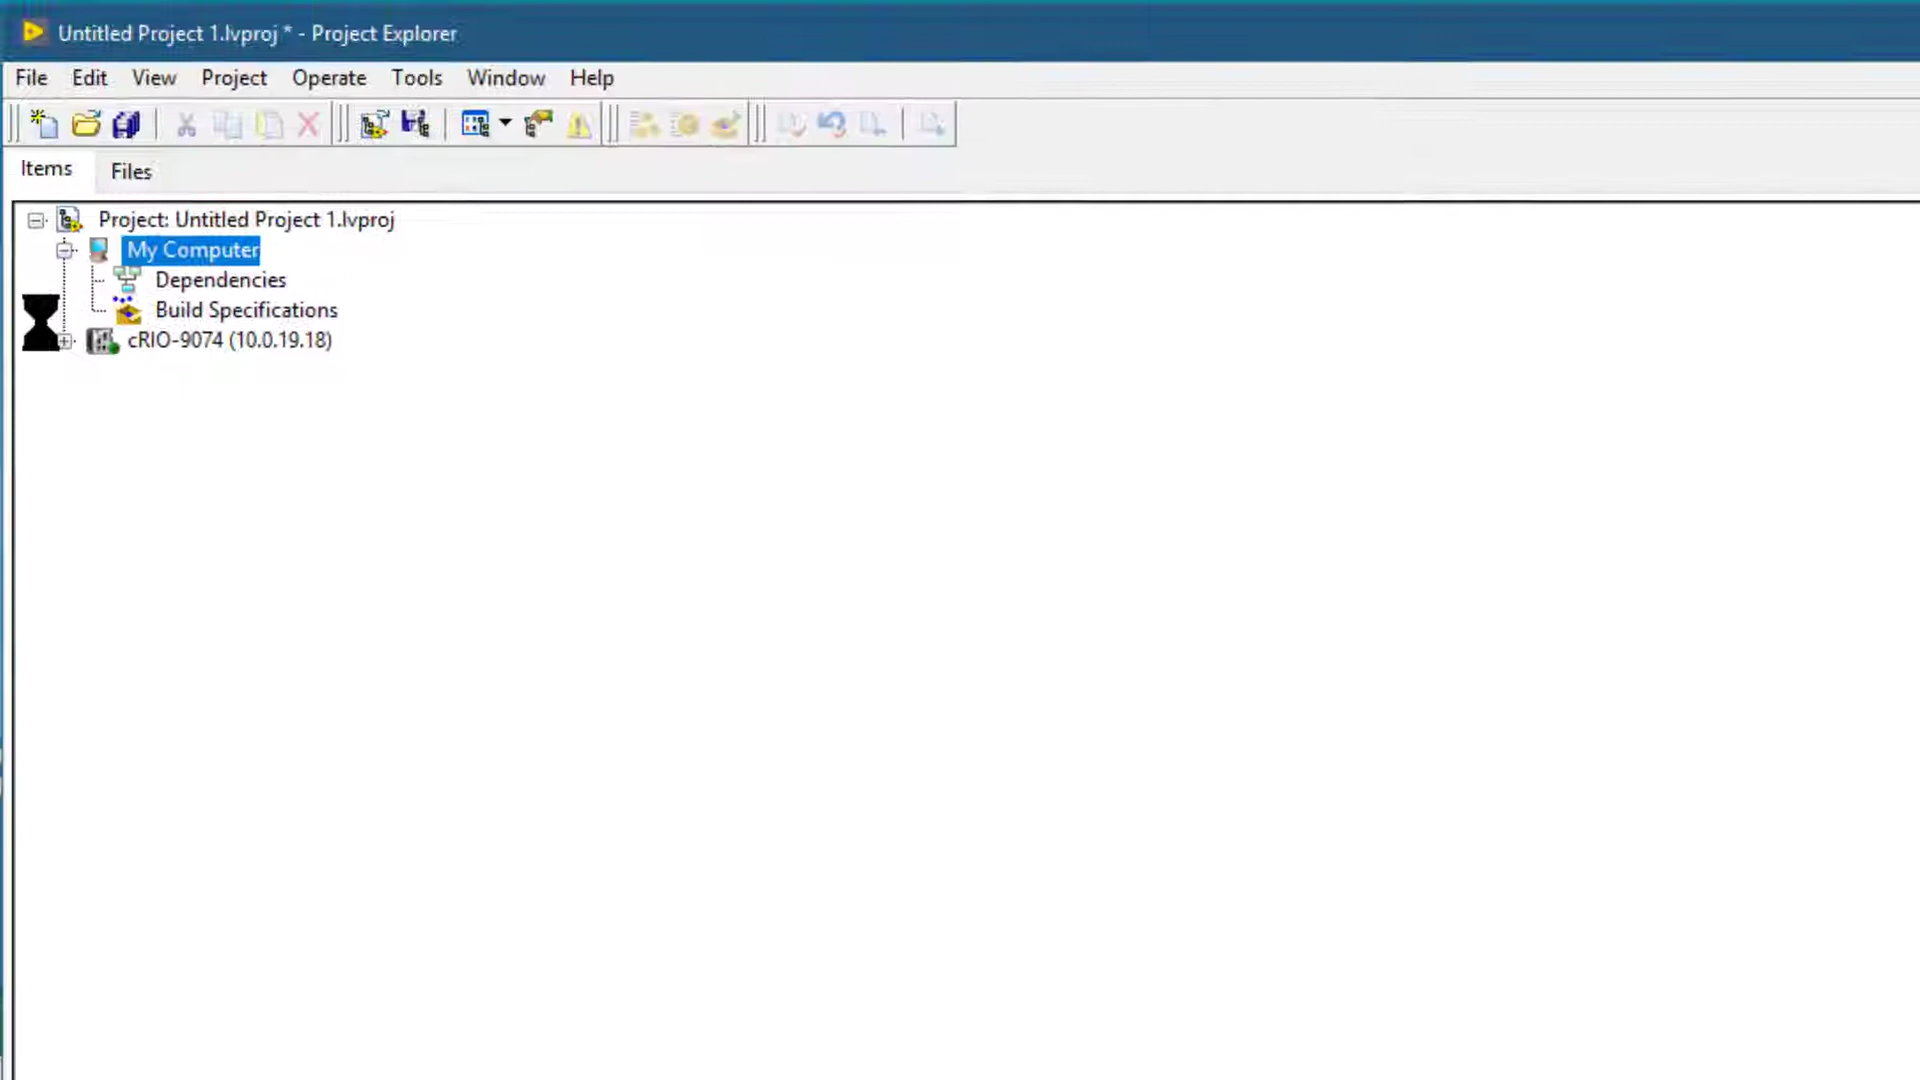 Untitled Project 1.lvproj * - Project Explorer
File Edit View Project Operate Tools Window Help
Items Files
Project: Untitled Project 1.lvproj
My Computer
Dependencies
Build Specifications
cRIO-9074 (10.0.19.18)